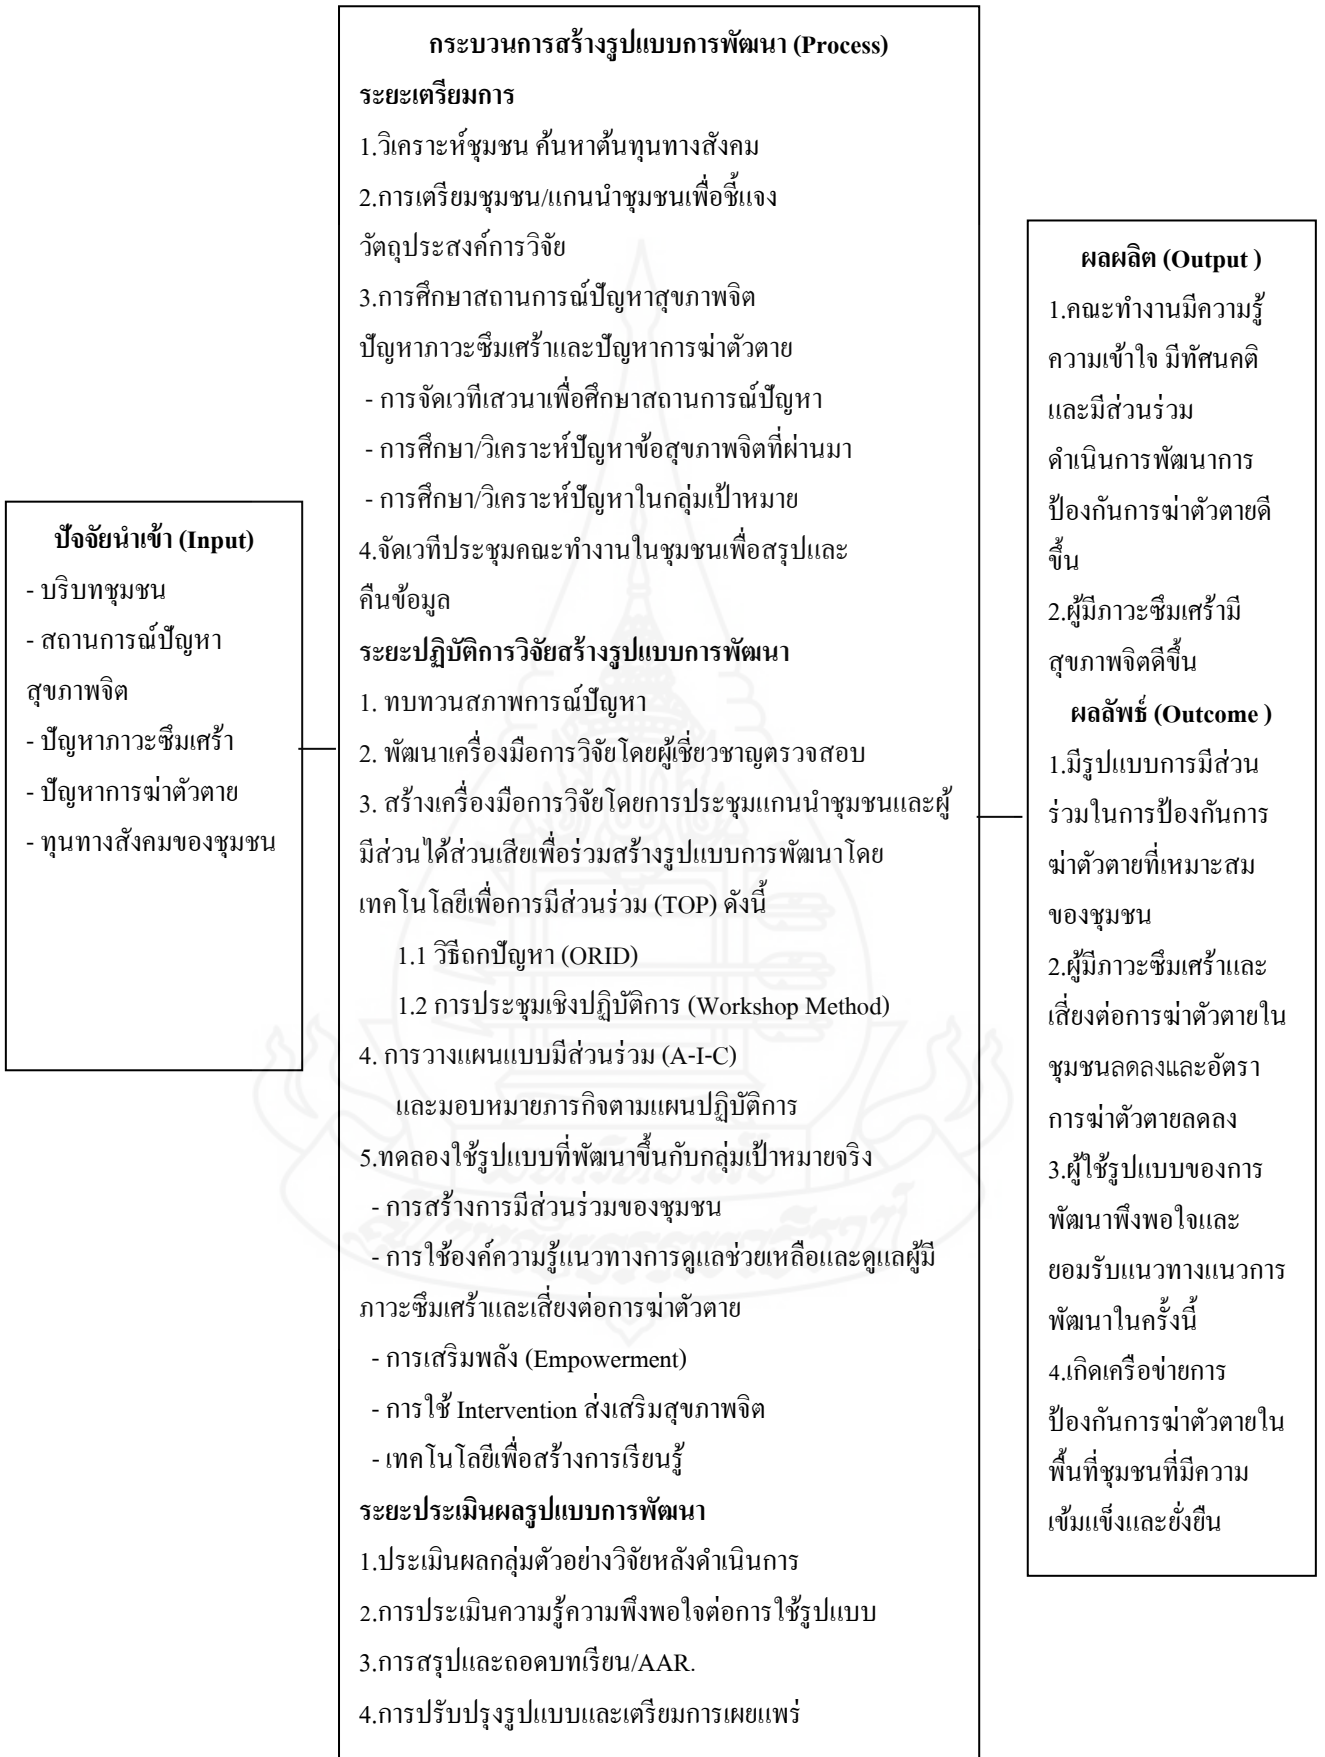 กระบวนการสร้างรูปแบบการพัฒนา (Process)
ระยะเตรียมการ
1.วิเคราะห์ชุมชน ค้นหาต้นทุนทางสังคม
2.การเตรียมชุมชน/แกนนำชุมชนเพื่อชี้แจง
วัตถุประสงค์การวิจัย
3.การศึกษาสถานการณ์ปัญหาสุขภาพจิต
ปัญหาภาวะซึมเศร้าและปัญหาการฆ่าตัวตาย
- การจัดเวทีเสวนาเพื่อศึกษาสถานการณ์ปัญหา
- การศึกษา/วิเคราะห์ปัญหาข้อสุขภาพจิตที่ผ่านมา
- การศึกษา/วิเคราะห์ปัญหาในกลุ่มเป้าหมาย
4.จัดเวทีประชุมคณะทำงานในชุมชนเพื่อสรุปและ
คืนข้อมูล
ระยะปฏิบัติการวิจัยสร้างรูปแบบการพัฒนา
1. ทบทวนสภาพการณ์ปัญหา
2. พัฒนาเครื่องมือการวิจัยโดยผู้เชี่ยวชาญตรวจสอบ
3. สร้างเครื่องมือการวิจัยโดยการประชุมแกนนำชุมชนและผู้
มีส่วนได้ส่วนเสียเพื่อร่วมสร้างรูปแบบการพัฒนาโดย
เทคโนโลยีเพื่อการมีส่วนร่วม (TOP) ดังนี้
1.1 วิธีถกปัญหา (ORID)
1.2 การประชุมเชิงปฏิบัติการ (Workshop Method)
4. การวางแผนแบบมีส่วนร่วม (A-I-C)
และมอบหมายภารกิจตามแผนปฏิบัติการ
5.ทดลองใช้รูปแบบที่พัฒนาขึ้นกับกลุ่มเป้าหมายจริง
- การสร้างการมีส่วนร่วมของชุมชน
- การใช้องค์ความรู้แนวทางการดูแลช่วยเหลือและดูแลผู้มี
ภาวะซึมเศร้าและเสี่ยงต่อการฆ่าตัวตาย
- การเสริมพลัง (Empowerment)
- การใช้ Intervention ส่งเสริมสุขภาพจิต
- เทคโนโลยีเพื่อสร้างการเรียนรู้
ระยะประเมินผลรูปแบบการพัฒนา
1.ประเมินผลกลุ่มตัวอย่างวิจัยหลังดำเนินการ
2.การประเมินความรู้ความพึงพอใจต่อการใช้รูปแบบ
3.การสรุปและถอดบทเรียน/AAR.
4.การปรับปรุงรูปแบบและเตรียมการเผยแพร่
ปัจจัยนำเข้า (Input)
- บริบทชุมชน
- สถานการณ์ปัญหา
สุขภาพจิต
- ปัญหาภาวะซึมเศร้า
- ปัญหาการฆ่าตัวตาย
- ทุนทางสังคมของชุมชน
ผลผลิต (Output )
1.คณะทำงานมีความรู้
ความเข้าใจ มีทัศนคติ
และมีส่วนร่วม
ดำเนินการพัฒนาการ
ป้องกันการฆ่าตัวตายดี
ขึ้น
2.ผู้มีภาวะซึมเศร้ามี
สุขภาพจิตดีขึ้น
ผลลัพธ์ (Outcome )
1.มีรูปแบบการมีส่วน
ร่วมในการป้องกันการ
ฆ่าตัวตายที่เหมาะสม
ของชุมชน
2.ผู้มีภาวะซึมเศร้าและ
เสี่ยงต่อการฆ่าตัวตายใน
ชุมชนลดลงและอัตรา
การฆ่าตัวตายลดลง
3.ผู้ใช้รูปแบบของการ
พัฒนาพึงพอใจและ
ยอมรับแนวทางแนวการ
พัฒนาในครั้งนี้
4.เกิดเครือข่ายการ
ป้องกันการฆ่าตัวตายใน
พื้นที่ชุมชนที่มีความ
เข้มแข็งและยั่งยืน